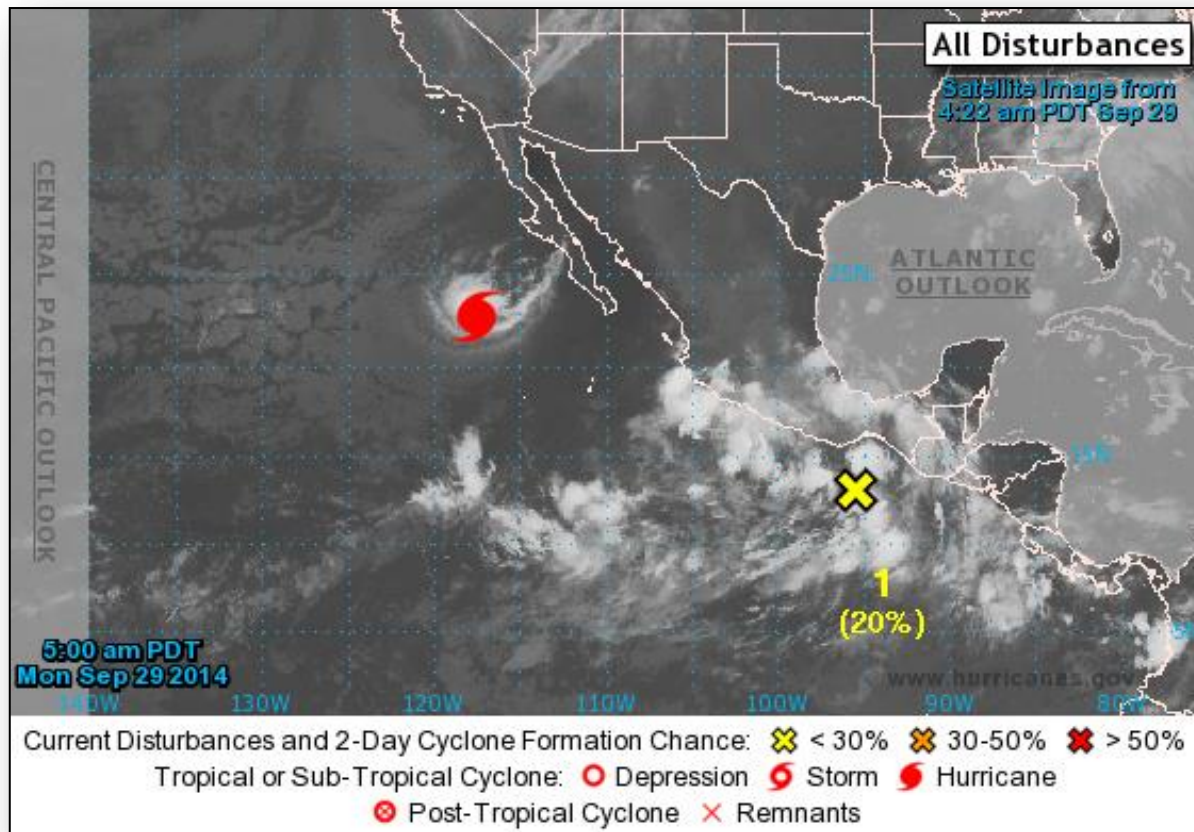 All Disturbances
Satellite Image from
4:22 am PDT Sep 29
CENTRAL PACIFIC OUTLOOK
ATLANTIC
OUTLOOK
25N
15N
1
(20%)
5N
5:00 am PDT
Mon Sep 29 2014
www.hurricanes.gov
140W 130W 120W 110W 100W 90W 80W
Current Disturbances and 2-Day Cyclone Formation Chance: < 30% 30-50% > 50%
Tropical or Sub-Tropical Cyclone: Depression Storm Hurricane
Post-Tropical Cyclone Remnants